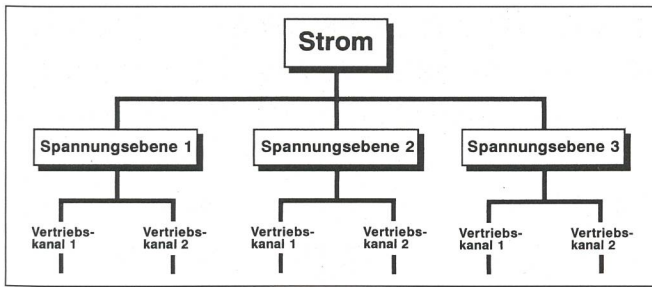 Strom
Spannungsebene 1 Spannungsebene 2 Spannungsebene 3
Vertriebs- Vertriebs- Vertriebs- Vertriebs- Vertriebs- Vertriebs-
kanal 1 kanal 2 kanal 1 kanal 2 kanal 1 kanal 2